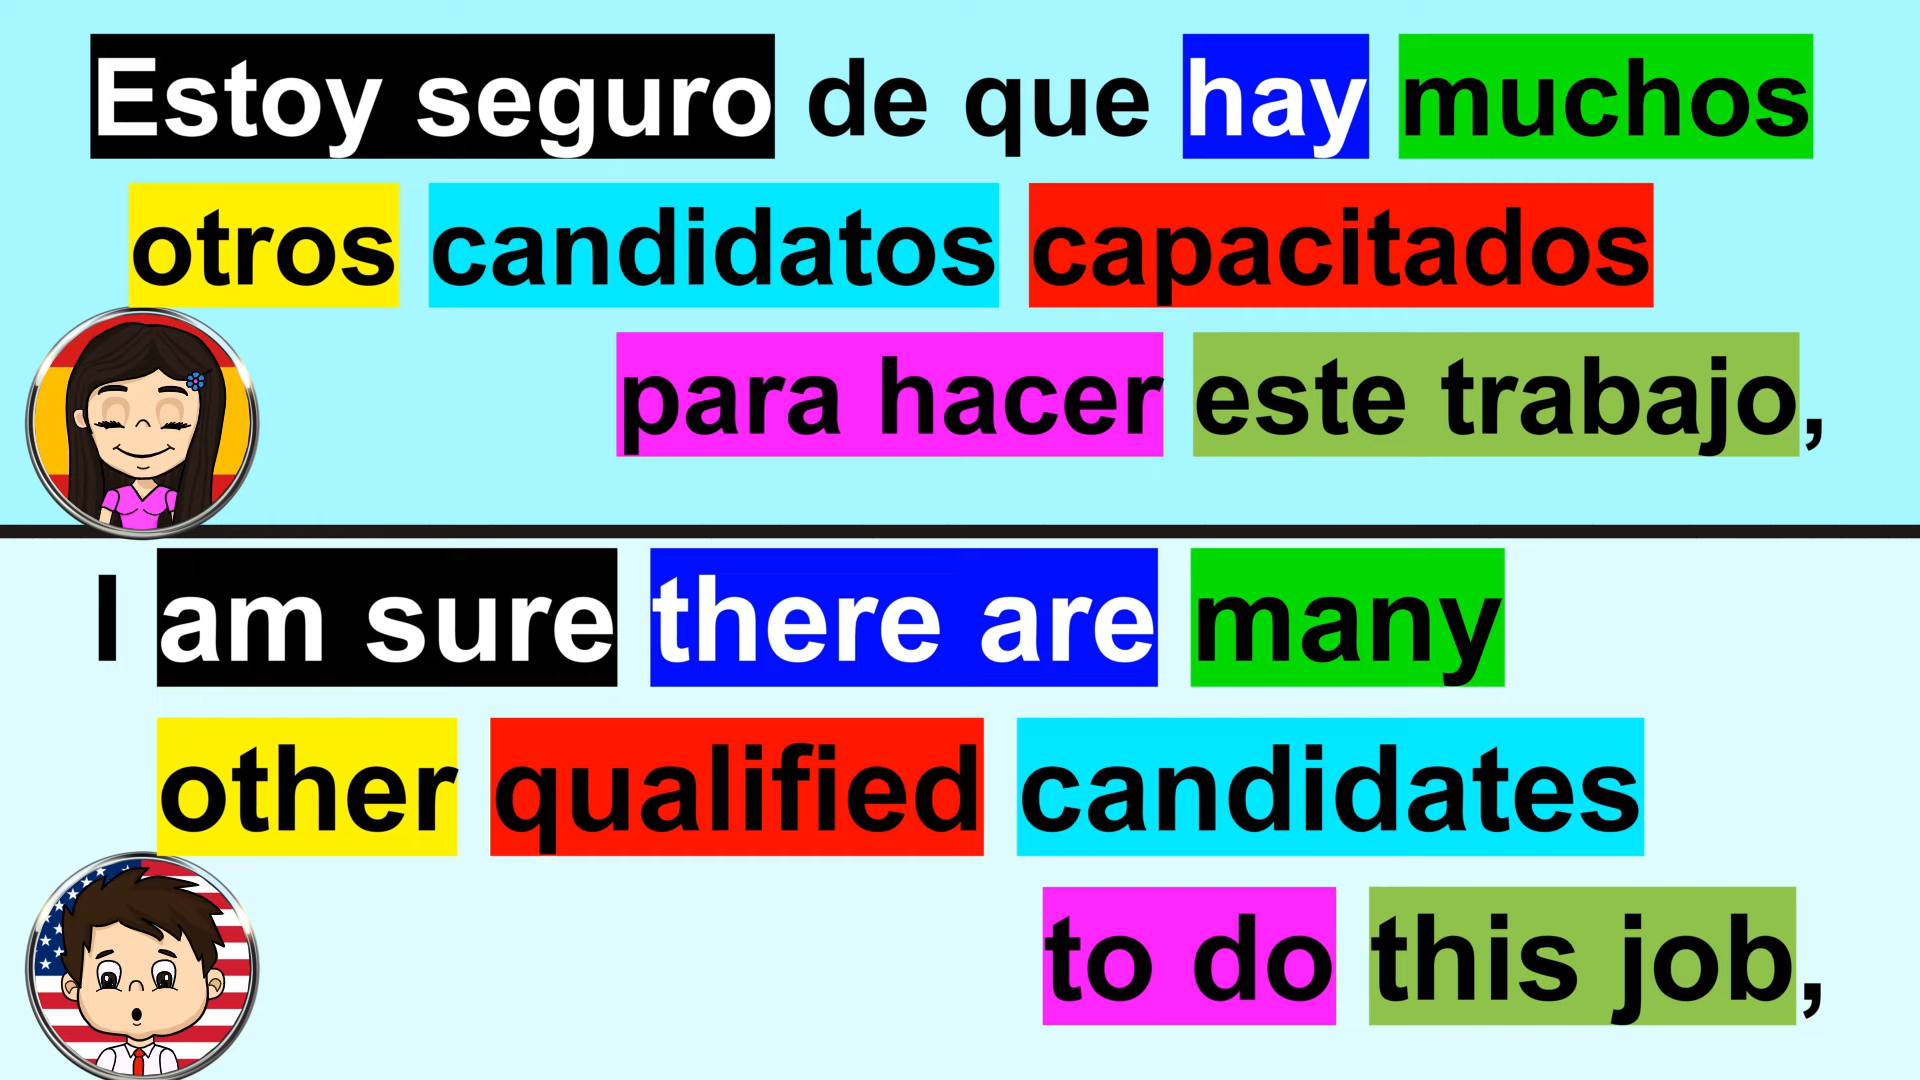 Estoy seguro de que hay muchos
otros candidatos capacitados
para hacer este trabajo,
I am sure there are many
other qualified candidates
to do this job,